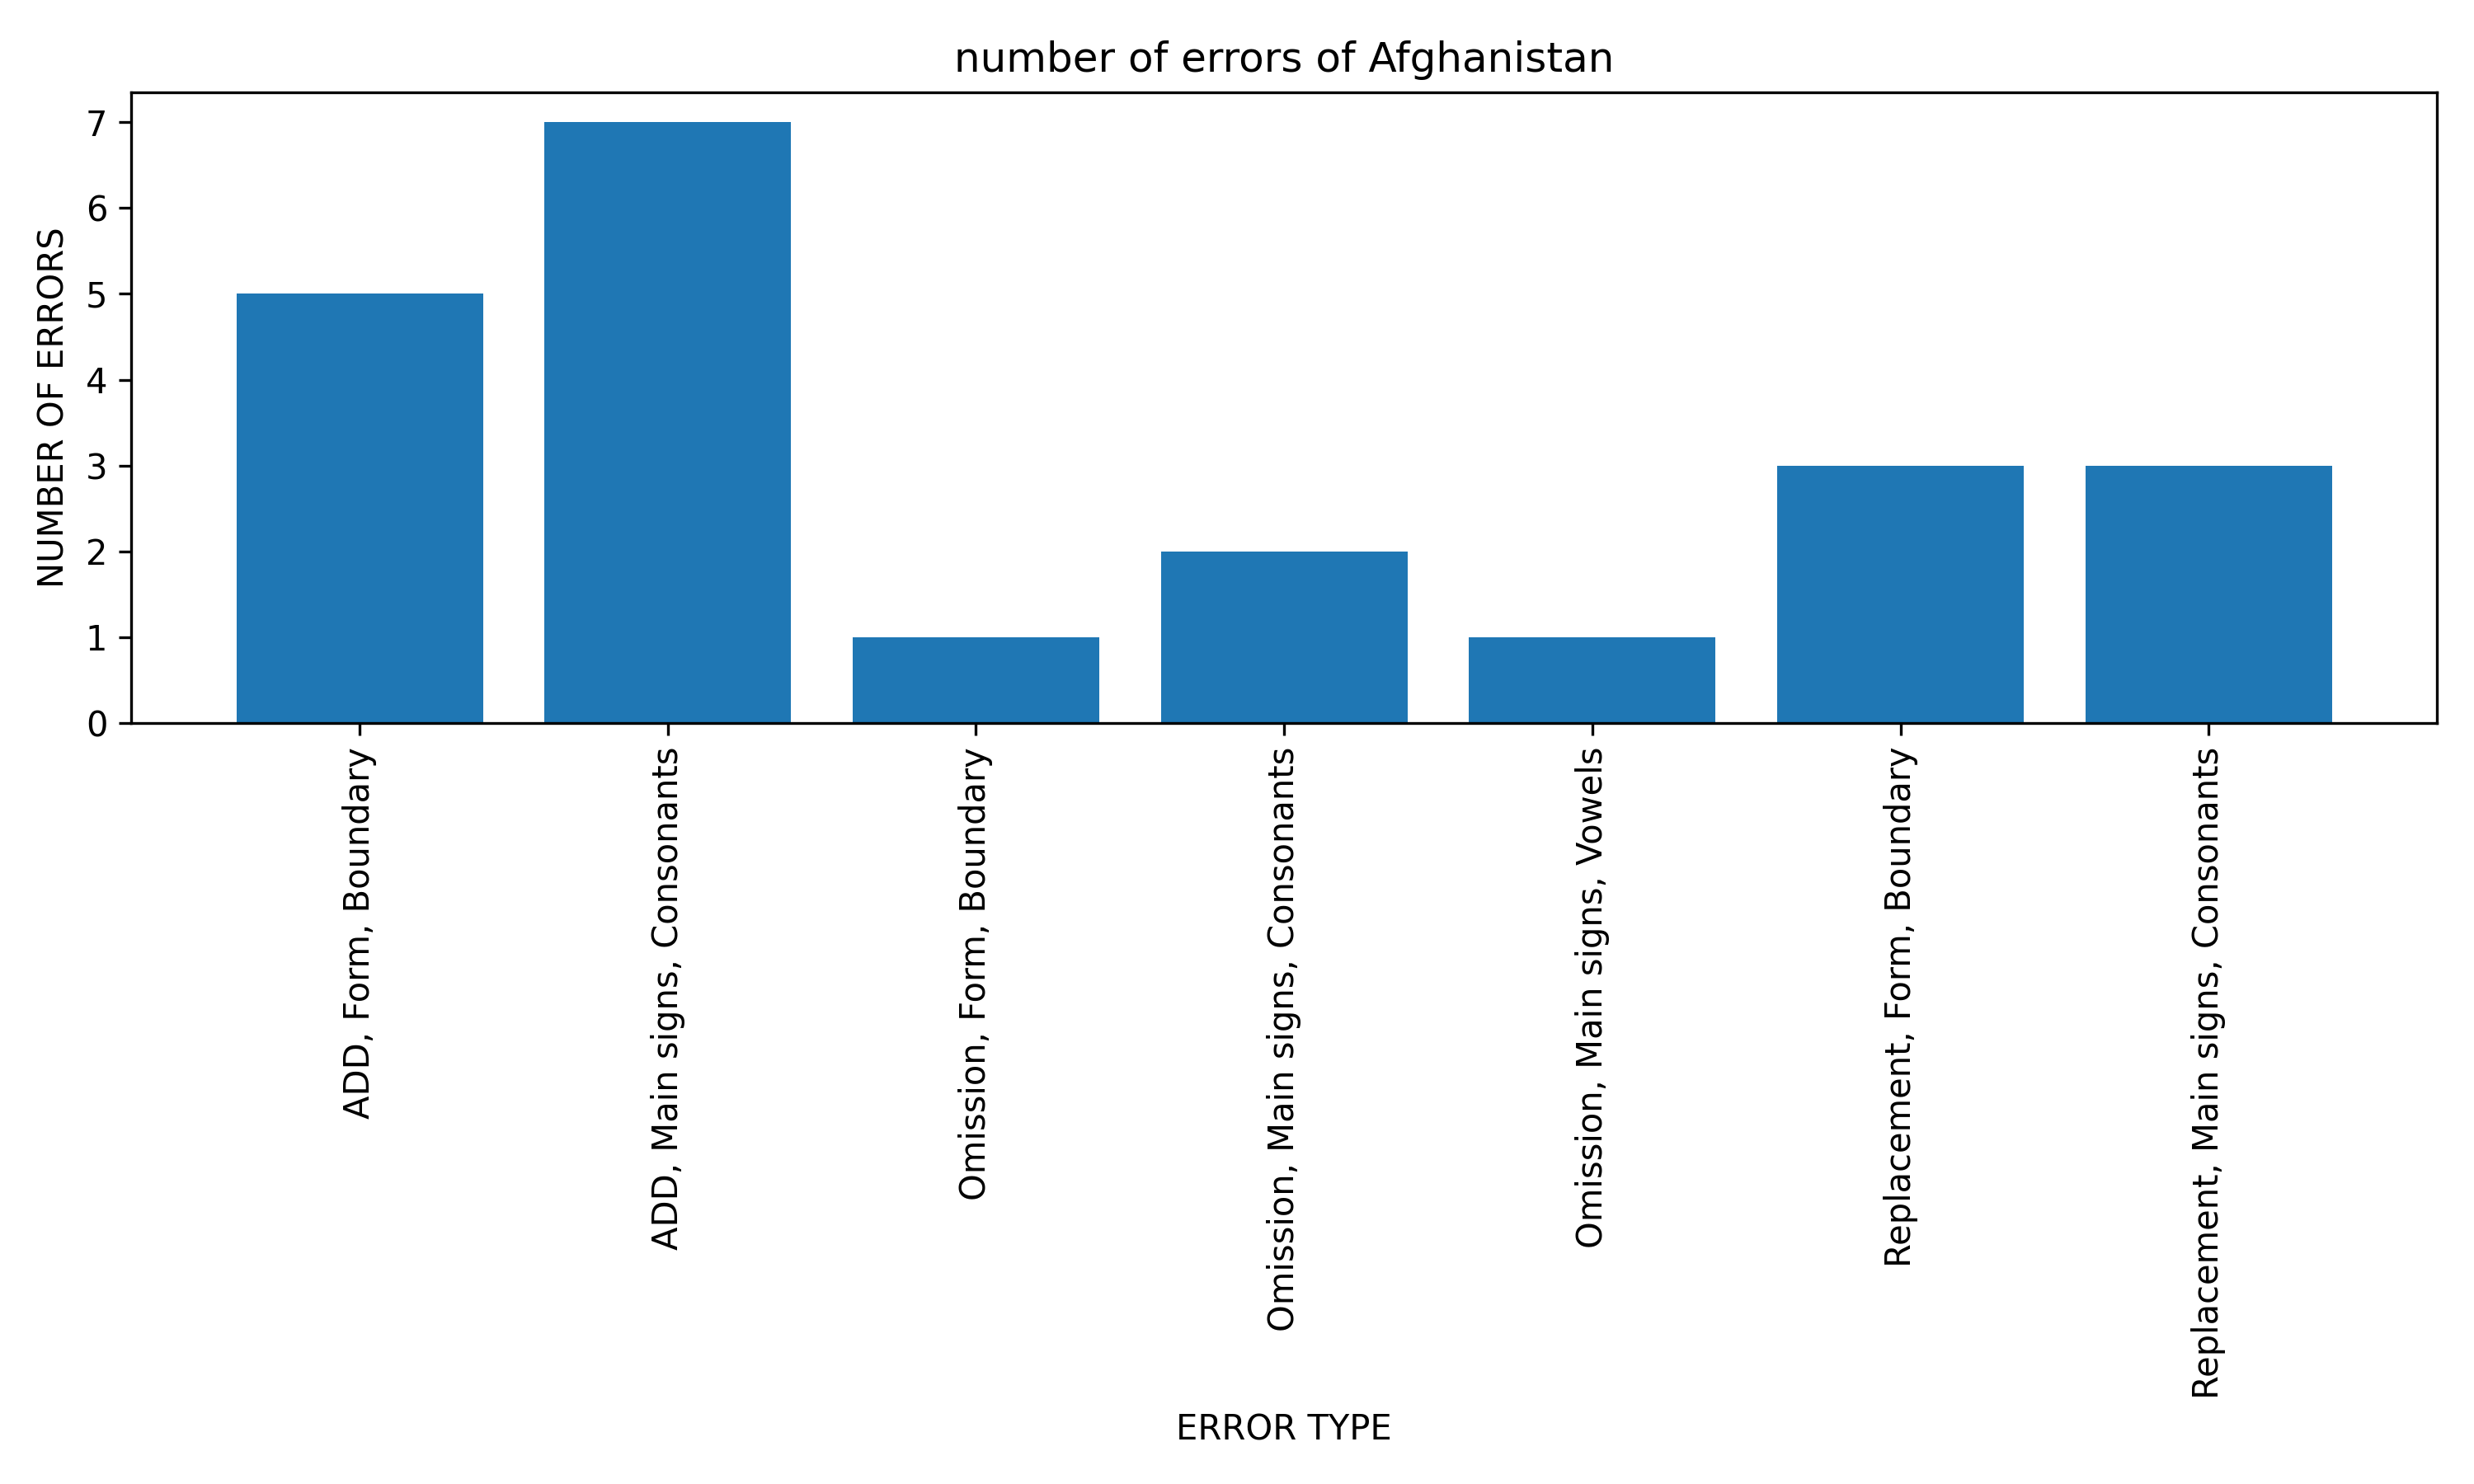 number of errors of Afghanistan
NUMBER OF ERRORS
7
6
5
4
3
2
1
0
ADD, Form, Boundary
ADD, Main signs, Consonants
Omission, Form, Boundary
Omission, Main signs, Consonants
Omission, Main signs, Vowels
Replacement, Form, Boundary
Replacement, Main signs, Consonants
ERROR TYPE